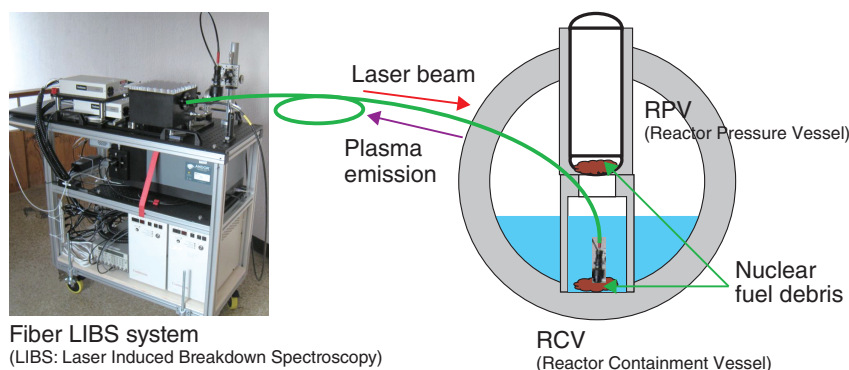 Laser beam
Plasma
emission
RPV
(Reactor Pressure Vessel)
Nuclear
fuel debris
Fiber LIBS system
(LIBS: Laser Induced Breakdown Spectroscopy)
RCV
(Reactor Containment Vessel)